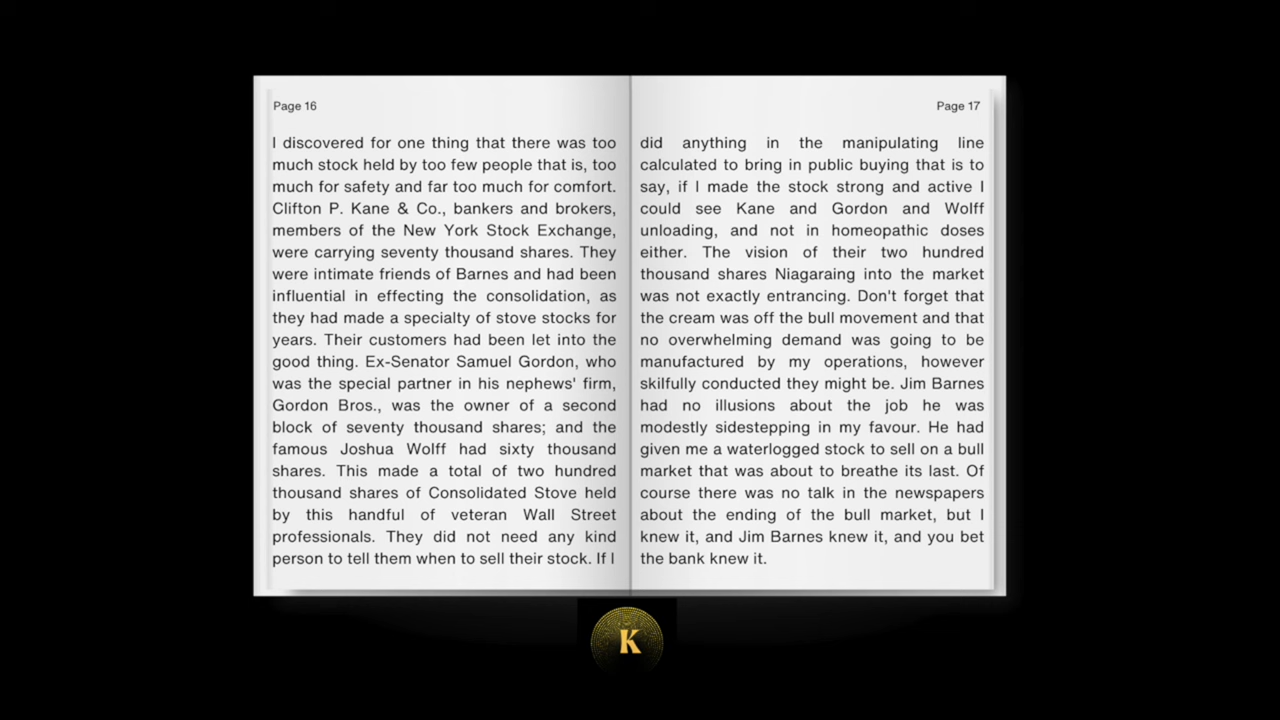 Page 16
I discovered for one thing that there was too
much stock held by too few people that is, too
much for safety and far too much for comfort.
Clifton P. Kane & Co., bankers and brokers,
members of the New York Stock Exchange,
were carrying seventy thousand shares. They
were intimate friends of Barnes and had been
influential in effecting the consolidation, as
they had made a specialty of stove stocks for
years. Their customers had been let into the
good thing. Ex-Senator Samuel Gordon, who
was the special partner in his nephews' firm,
Gordon Bros., was the owner of a second
block of seventy thousand shares; and the
famous Joshua Wolff had sixty thousand
shares. This made a total of two hundred
thousand shares of Consolidated Stove held
by this handful of veteran Wall Street
professionals. They did not need any kind
person to tell them when to sell their stock. If I
Page 17
did anything in the manipulating line
calculated to bring in public buying that is to
say, if I made the stock strong and active I
could see Kane and Gordon and Wolff
unloading, and not in homeopathic doses
either. The vision of their two hundred
thousand shares Niagaraing into the market
was not exactly entrancing. Don't forget that
the cream was off the bull movement and that
no overwhelming demand was going to be
manufactured by my operations, however
skilfully conducted they might be. Jim Barnes
had no illusions about the job he was
modestly sidestepping in my favour. He had
given me a waterlogged stock to sell on a bull
market that was about to breathe its last. Of
course there was no talk in the newspapers
about the ending of the bull market, but I
knew it, and Jim Barnes knew it, and you bet
the bank knew it.
K